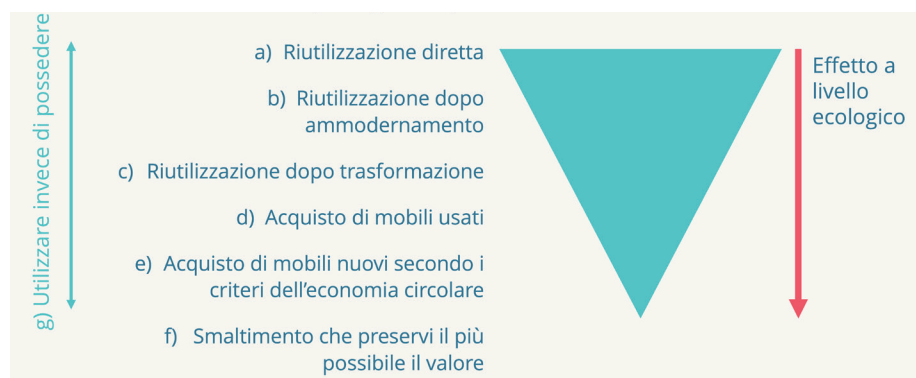 g) Utilizzare invece di possedere
a) Riutilizzazione diretta
b) Riutilizzazione dopo
ammodernamento
c) Riutilizzazione dopo trasformazione
d) Acquisto di mobili usati
e) Acquisto di mobili nuovi secondo i
criteri dell’economia circolare
f) Smaltimento che preservi il più
possibile il valore
Effetto a
livello
ecologico